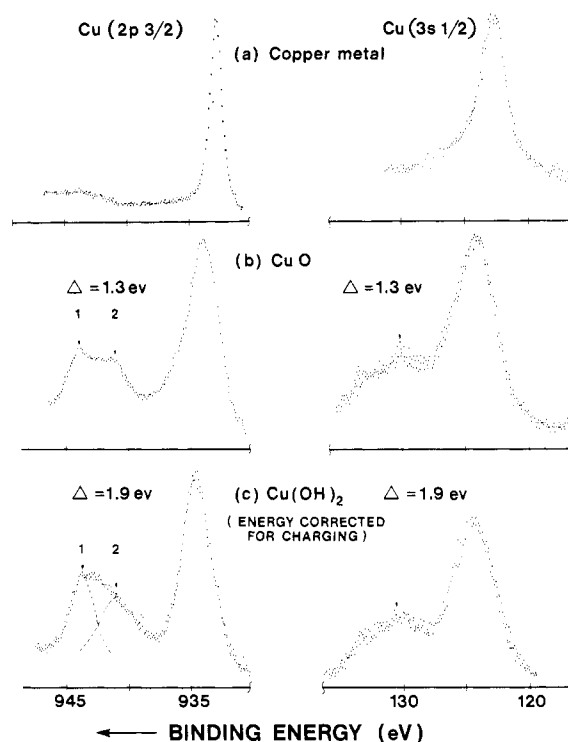 Cu (2p 3/2)
Cu(3s 1/2)
(a) Copper metal
(b) Cu O
△ = 1.3 ev
△ = 1.3 ev
1
2
(c) Cu(OH)2
△ = 1.9 ev
△ = 1.9 ev
( ENERGY CORRECTED
FOR CHARGING )
1
2
945
935
130
120
← BINDING ENERGY (eV)